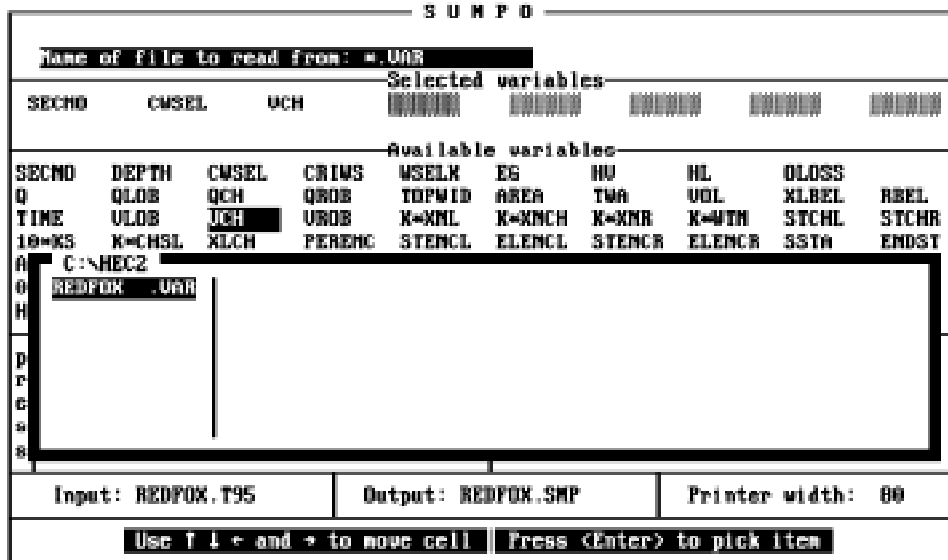 S U M P O
Name of file to read from: *.VAR
Selected variables
SECNO CWSEL VCH
Available variables
SECNO DEPTH CWSEL CRIWS WSELK EG HV HL OLOSS
Q QLOB QCH QROB TOPWID AREA TWA VOL XLBEL RBEL
TIME VLOB VCH VROB K*XNL K*XNCH K*XNR K*WTN STCHL STCHR
10*KS K*CHSL XLCH PERENC STENCL ELENCL STENCR ELENCR SSTA ENDST
A C:\HEC2
0 REDFOX .VAR
H
p
r
c
s
s
Input: REDFOX.T95 Output: REDFOX.SMP Printer width: 80
Use ↑ ↓ ← and → to move cell Press <Enter> to pick item